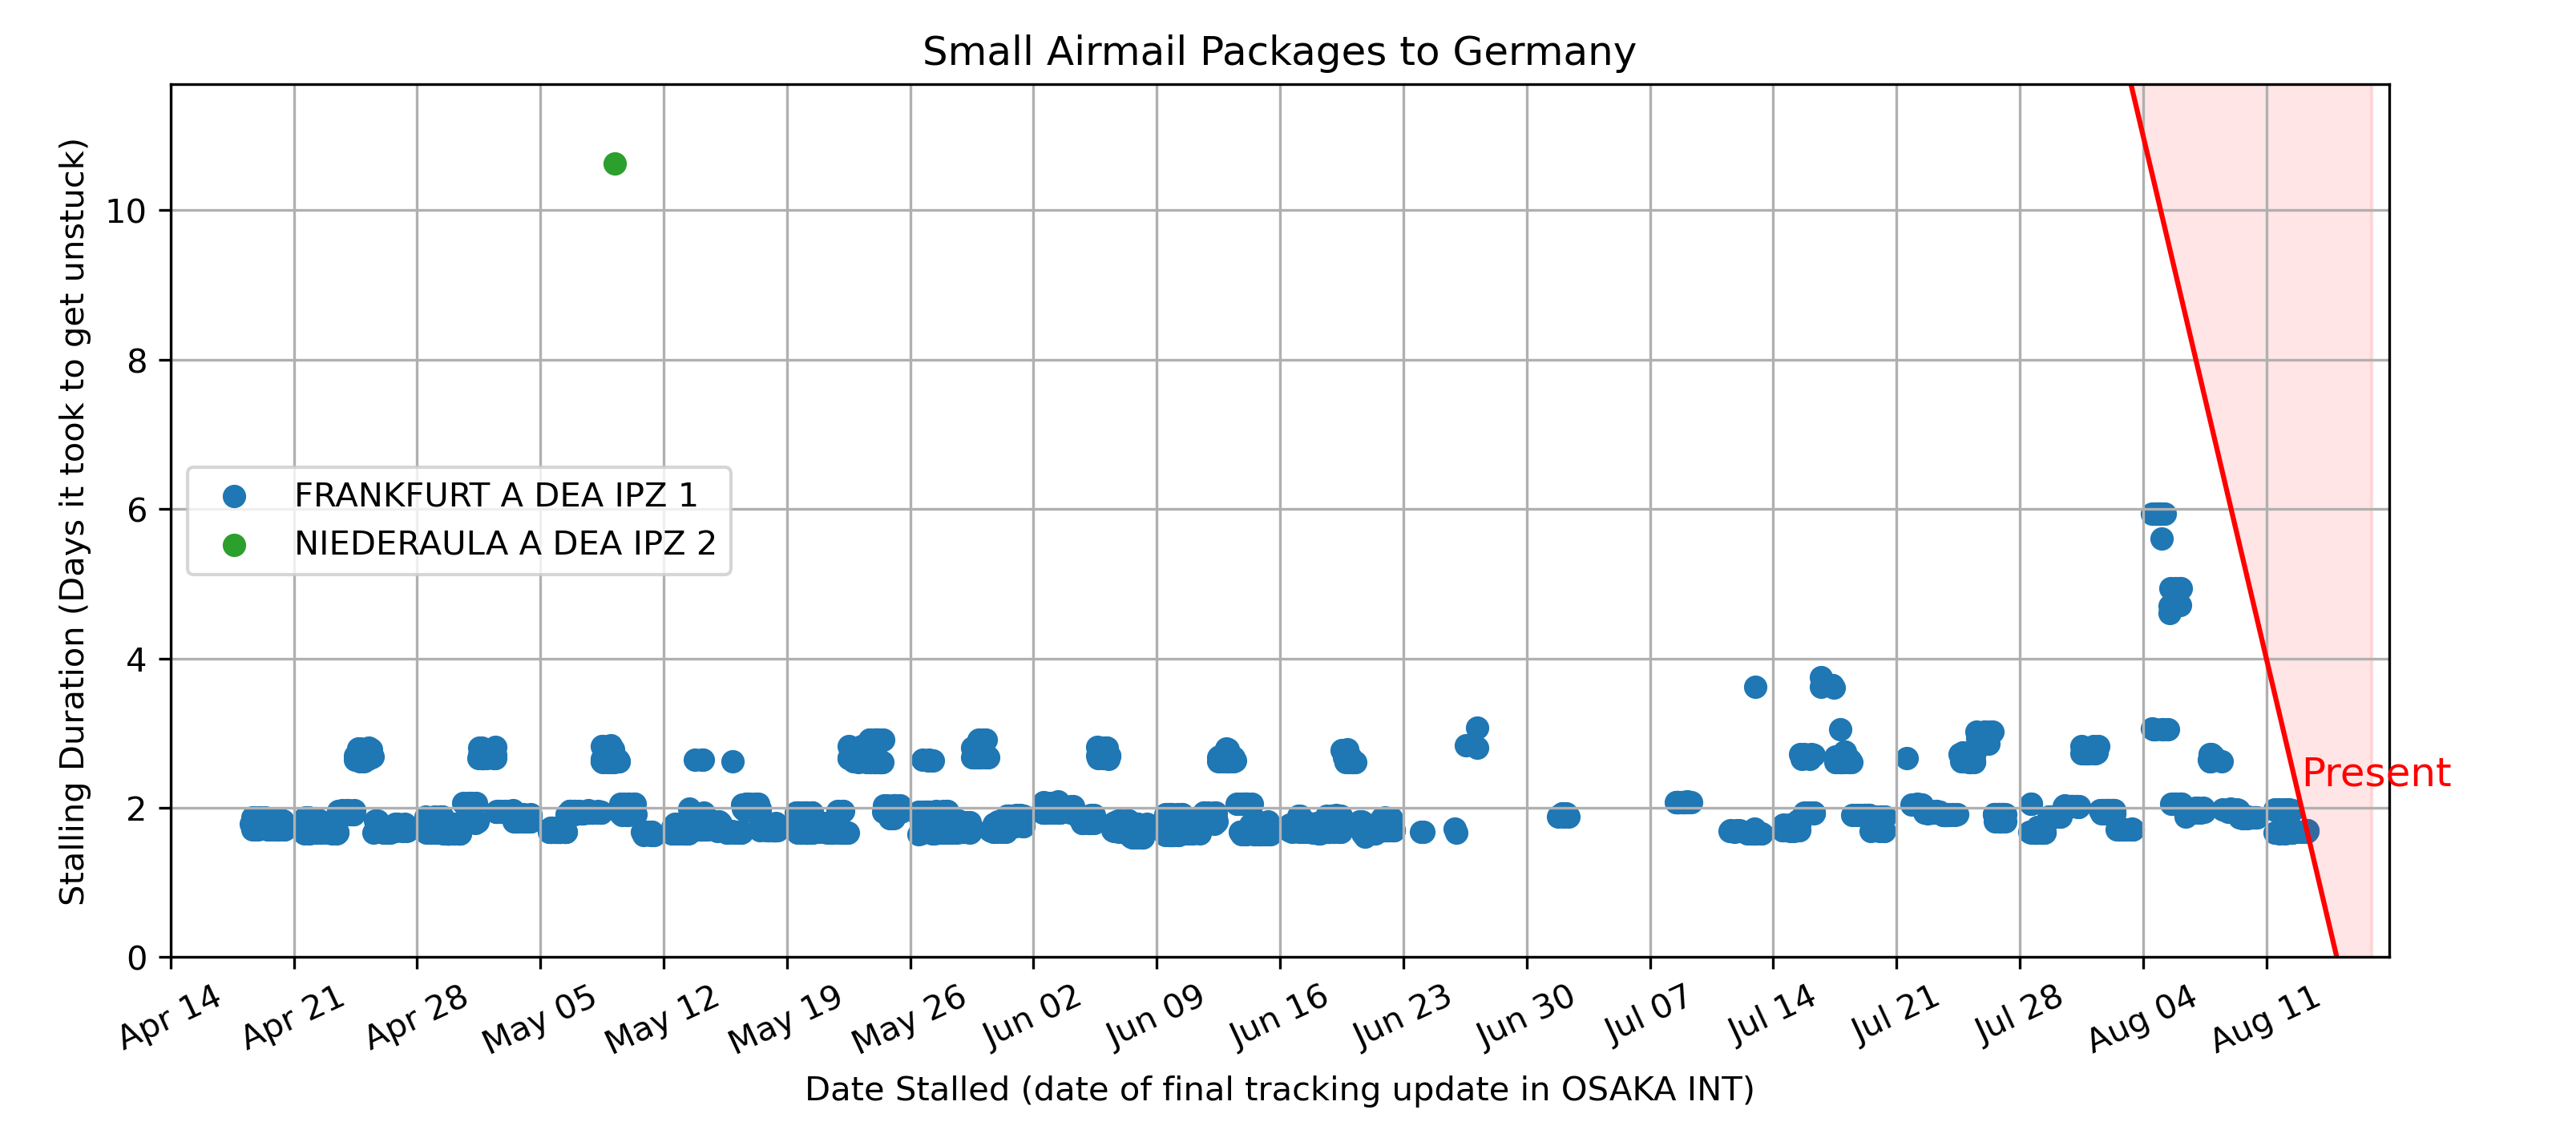 Small Airmail Packages to Germany
Stalling Duration (Days it took to get unstuck)
10
8
6
4
2
0
FRANKFURT A DEA IPZ 1
NIEDERAULA A DEA IPZ 2
Present
Apr 14
Apr 21
Apr 28
May 05
May 12
May 19
May 26
Jun 02
Jun 09
Jun 16
Jun 23
Jun 30
Jul 07
Jul 14
Jul 21
Jul 28
Aug 04
Aug 11
Date Stalled (date of final tracking update in OSAKA INT)